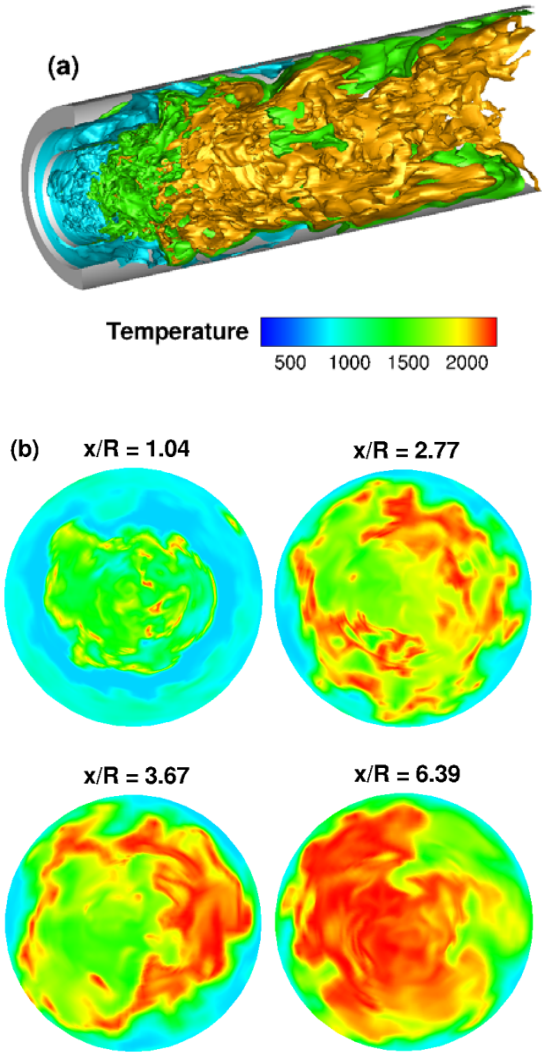 (a)
Temperature
500 1000 1500 2000
(b) x/R = 1.04 x/R = 2.77
x/R = 3.67 x/R = 6.39